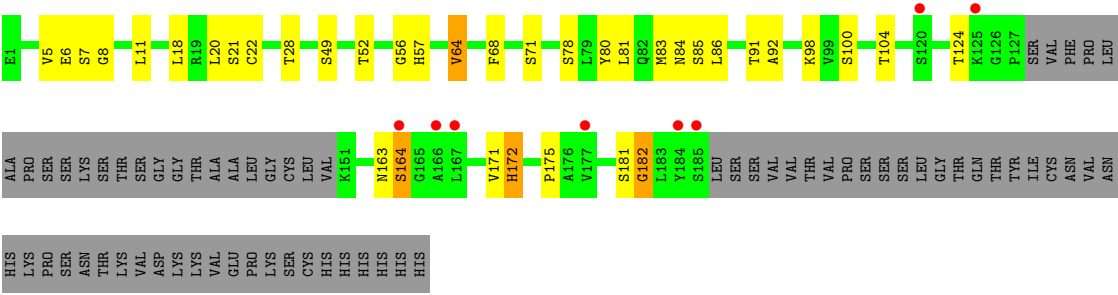 E1 V5 E6 S7 G8 L11 L18 R19 L20 S21 C22 T28 S49 T52 G56 H57 V64 F68 S71 S78 L79 Y80 L81 Q82 M83 N84 S85 L86 T91 A92 K98 V99 S100 T104 S120 T124 K125 G126 P127 SER VAL PHE PRO LEU
ALA PRO SER SER LYS SER THR SER GLY GLY THR ALA ALA LEU GLY CYS LEU VAL K151 N163 S164 G165 A166 L167 V171 H172 P175 A176 V177 S181 G182 L183 Y184 S185 LEU SER SER VAL VAL THR VAL PRO SER SER SER LEU GLY THR GLN THR TYR ILE CYS ASN VAL ASN
HIS LYS PRO SER ASN THR LYS VAL ASP LYS LYS VAL GLU PRO LYS SER CYS HIS HIS HIS HIS HIS HIS